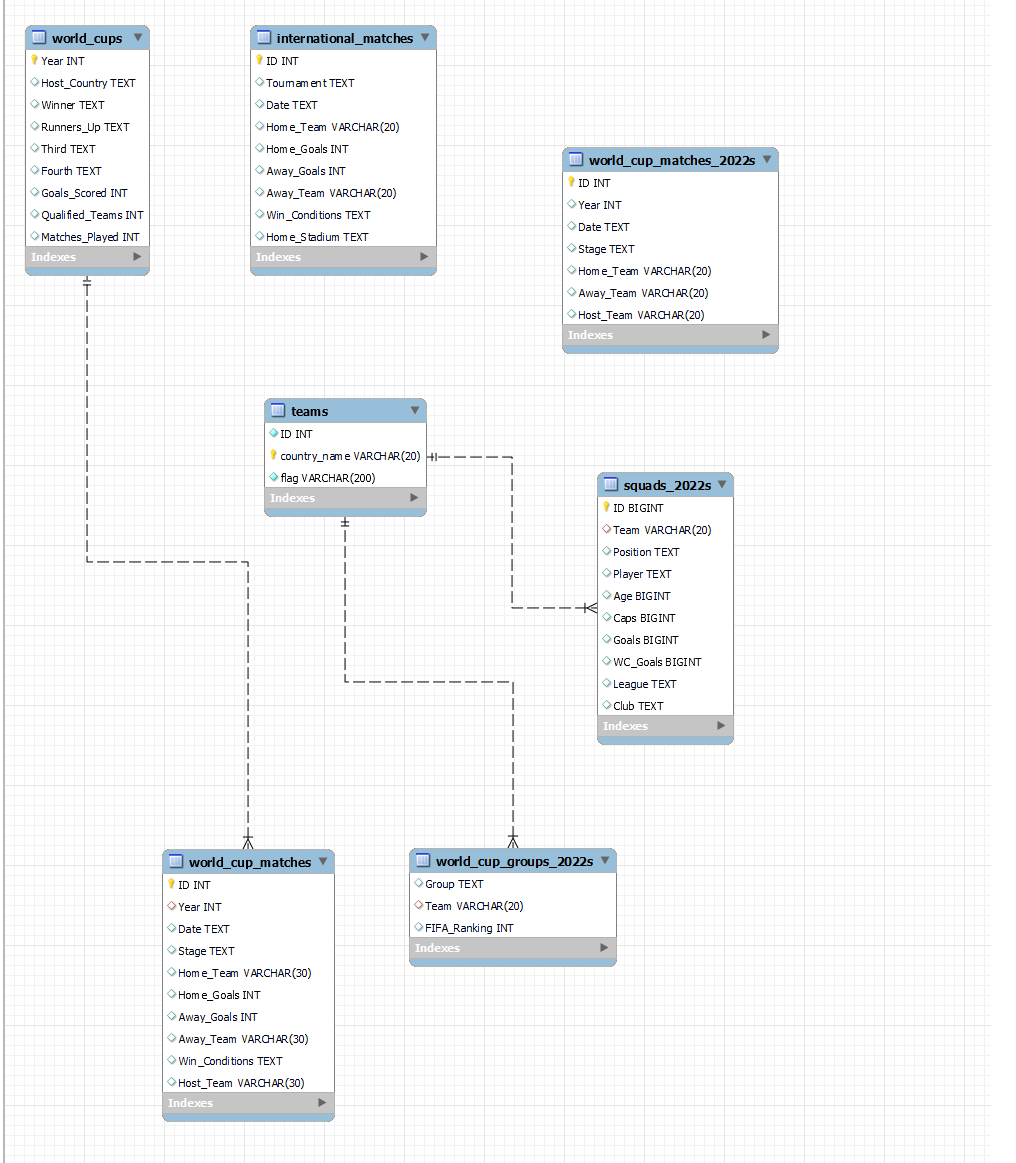 world_cups
Year INT
Host_Country TEXT
Winner TEXT
Runners_Up TEXT
Third TEXT
Fourth TEXT
Goals_Scored INT
Qualified_Teams INT
Matches_Played INT
Indexes
international_matches
ID INT
Tournament TEXT
Date TEXT
Home_Team VARCHAR(20)
Home_Goals INT
Away_Goals INT
Away_Team VARCHAR(20)
Win_Conditions TEXT
Home_Stadium TEXT
Indexes
world_cup_matches_2022s
ID INT
Year INT
Date TEXT
Stage TEXT
Home_Team VARCHAR(20)
Away_Team VARCHAR(20)
Host_Team VARCHAR(20)
Indexes
teams
ID INT
country_name VARCHAR(20)
flag VARCHAR(200)
Indexes
squads_2022s
ID BIGINT
Team VARCHAR(20)
Position TEXT
Player TEXT
Age BIGINT
Caps BIGINT
Goals BIGINT
WC_Goals BIGINT
League TEXT
Club TEXT
Indexes
world_cup_matches
ID INT
Year INT
Date TEXT
Stage TEXT
Home_Team VARCHAR(30)
Home_Goals INT
Away_Goals INT
Away_Team VARCHAR(30)
Win_Conditions TEXT
Host_Team VARCHAR(30)
Indexes
world_cup_groups_2022s
Group TEXT
Team VARCHAR(20)
FIFA_Ranking INT
Indexes